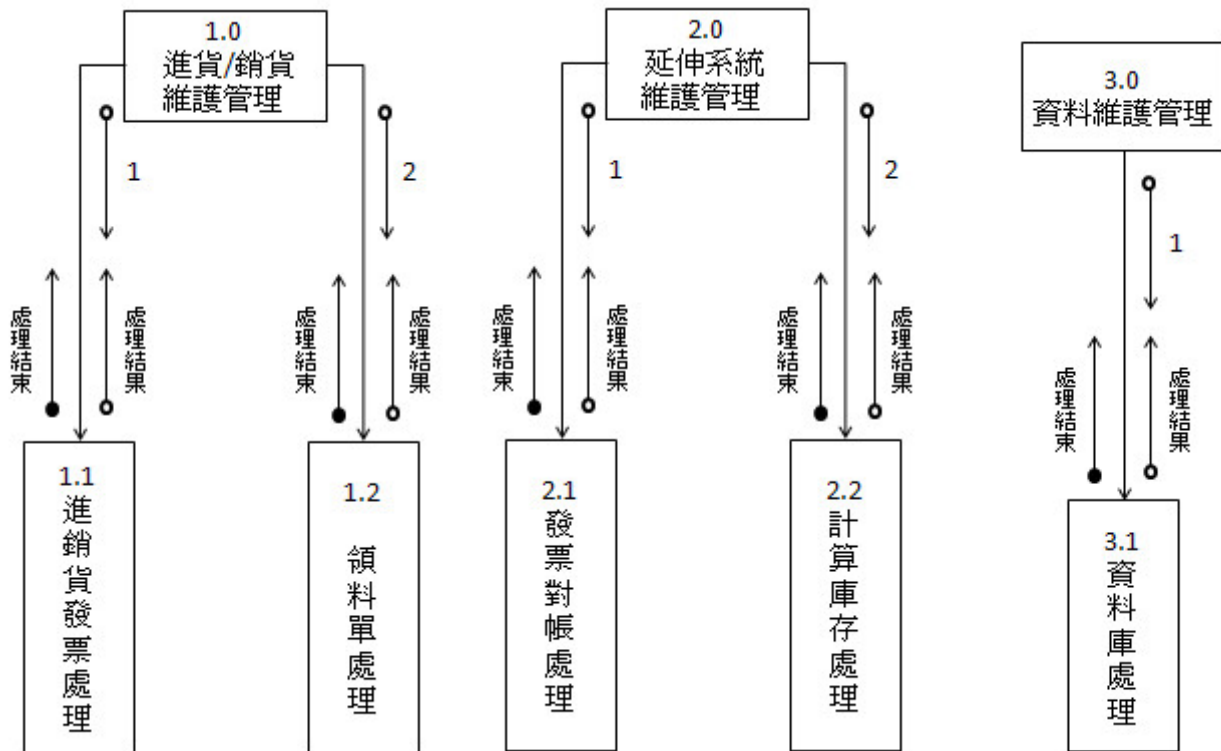 1.0
進貨/銷貨
維護管理
2.0
延伸系統
維護管理
3.0
資料維護管理
1
2
1
2
1
處理結束
處理結果
處理結束
處理結果
處理結束
處理結果
處理結束
處理結果
處理結束
處理結果
1.1
進銷貨發票處理
1.2
領料單處理
2.1
發票對帳處理
2.2
計算庫存處理
3.1
資料庫處理